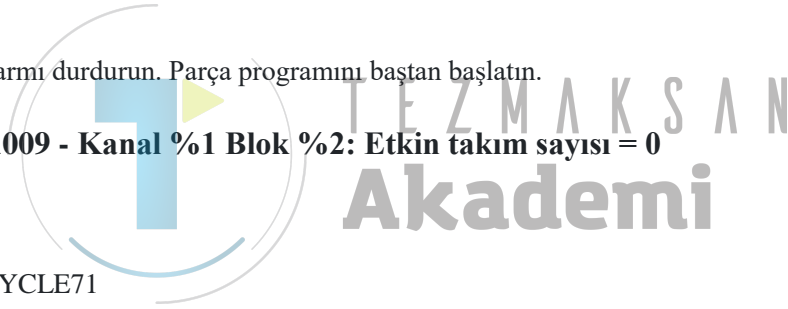 armı durdurun. Parça programını baştan başlatın.
TEZMAKSAN
009 - Kanal %1 Blok %2: Etkin takım sayısı = 0
Akademi
YCLE71